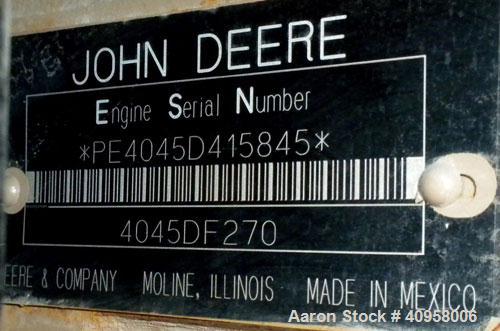 JOHN DEERE
Engine Serial Number
*PE4045D415845*
4045DF270
EERE & COMPANY MOLINE, ILLINOIS MADE IN MEXICO
Aaron Stock # 40958006